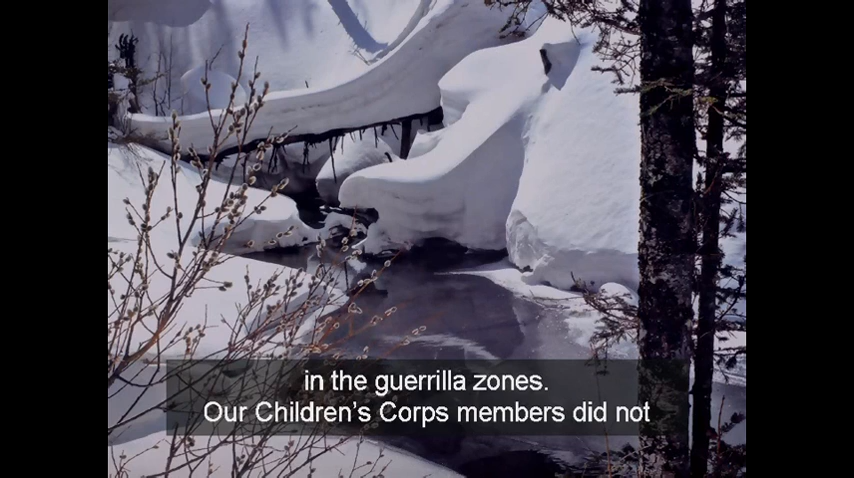 in the guerrilla zones.
Our Children's Corps members did not